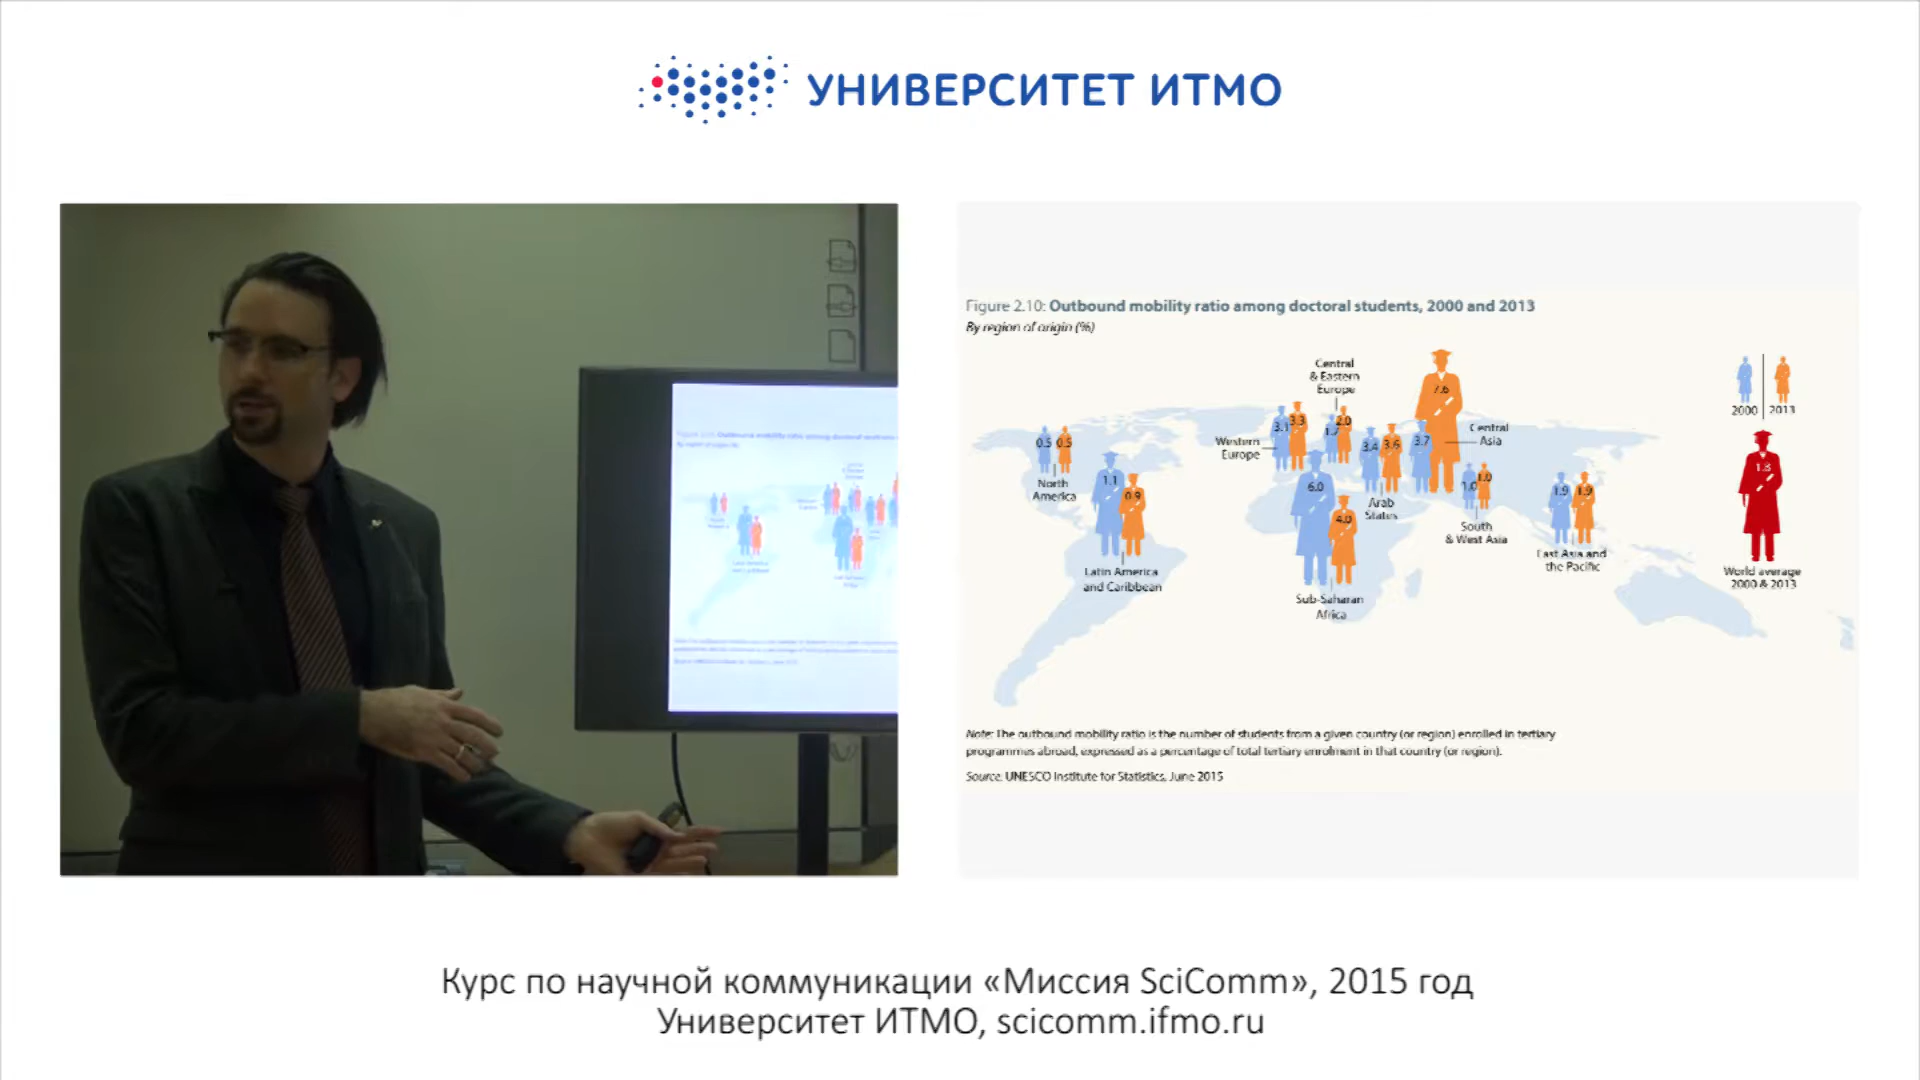 УНИВЕРСИТЕТ ИТМО
Figure 2.10: Outbound mobility ratio among doctoral students, 2000 and 2013
By region of origin (%)
Central
& Eastern
Europe
7.6
2000 2013
3.1 3.3
1.7 2.0
Western
Europe
3.4 3.6
3.7
Central
Asia
0.5 0.5
North
America
1.1
0.9
6.0
4.0
Arab
States
1.0 1.0
South
& West Asia
1.9 1.9
East Asia and
the Pacific
1.8
World average
2000 & 2013
Latin America
and Caribbean
Sub-Saharan
Africa
Note: The outbound mobility ratio is the number of students from a given country (or region) enrolled in tertiary
programmes abroad, expressed as a percentage of total tertiary enrolment in that country (or region).
Source: UNESCO Institute for Statistics, June 2015
Курс по научной коммуникации «Миссия SciComm», 2015 год
Университет ИТМО, scicomm.ifmo.ru